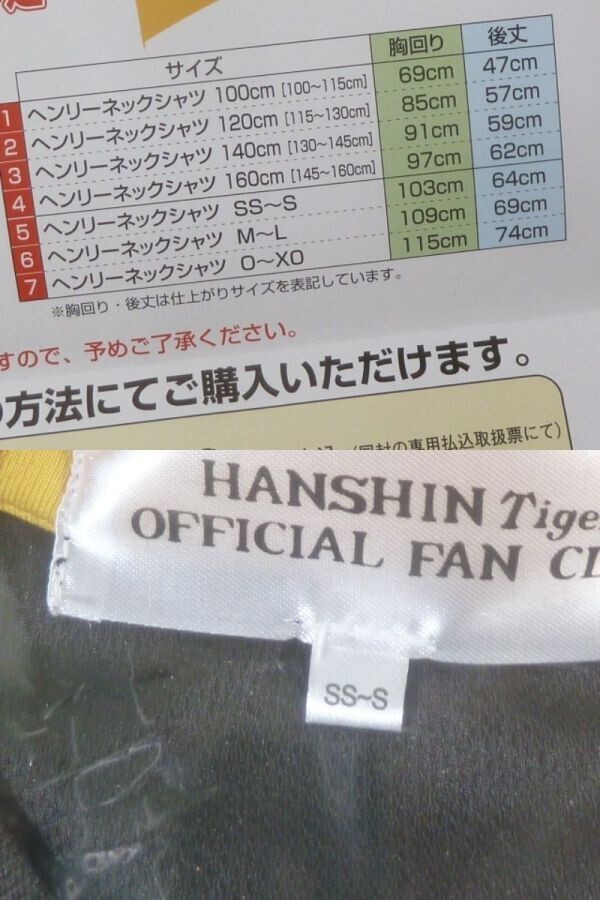 サイズ 胸回り 後丈
1 ヘンリーネックシャツ 100cm [100～115cm] 69cm 47cm
2 ヘンリーネックシャツ 120cm [115～130cm] 85cm 57cm
3 ヘンリーネックシャツ 140cm [130～145cm] 91cm 59cm
4 ヘンリーネックシャツ 160cm [145～160cm] 97cm 62cm
5 ヘンリーネックシャツ SS～S 103cm 64cm
6 ヘンリーネックシャツ M～L 109cm 69cm
7 ヘンリーネックシャツ O～XO 115cm 74cm
※胸回り・後丈は仕上がりサイズを表記しています。
すので、予めご了承ください。
の方法にてご購入いただけます。
(同封の専用払込取扱票にて)
HANSHIN Tige
OFFICIAL FAN CL
SS~S